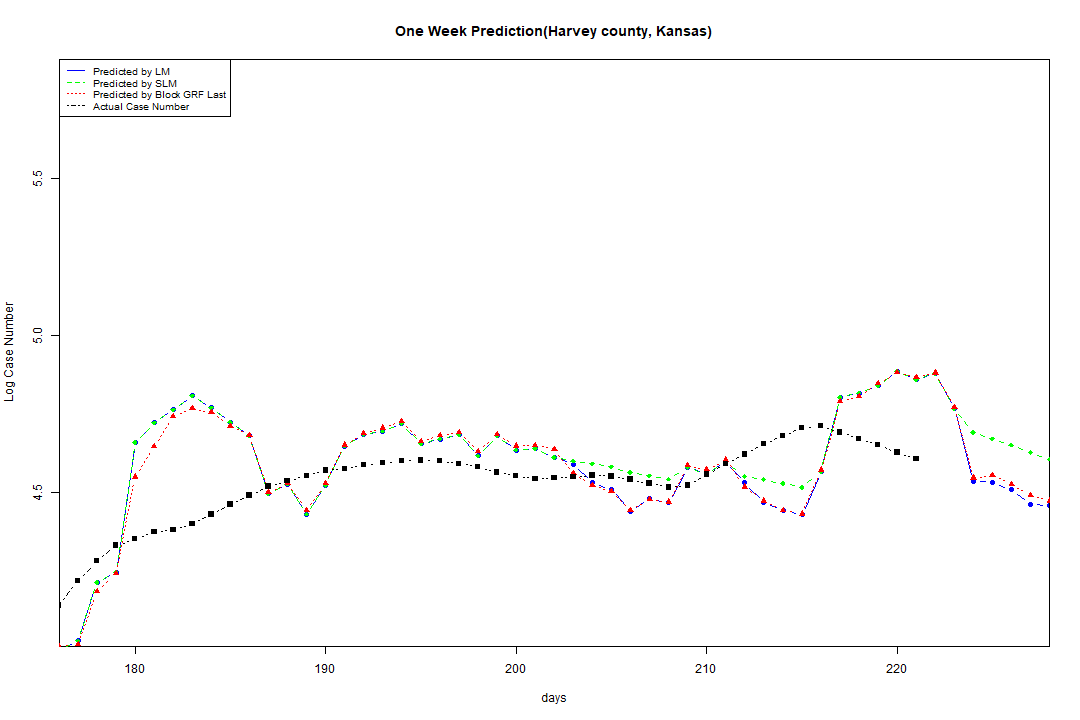 One Week Prediction(Harvey county, Kansas)
Predicted by LM
Predicted by SLM
Predicted by Block GRF Last
Actual Case Number
5.5
5.0
4.5
Log Case Number
180 190 200 210 220
days